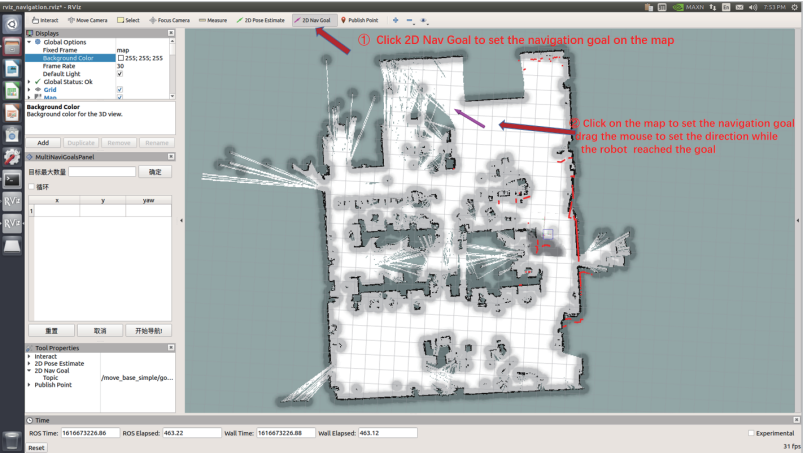 rviz_navigation.rviz* - RViz
MAXN
En
7:53 PM
Interact
Move Camera
Select
Focus Camera
Measure
2D Pose Estimate
2D Nav Goal
Publish Point
Displays
Global Options
Fixed Frame map
Background Color 255; 255; 255
Frame Rate 30
Default Light
Global Status: Ok
Grid
Map
Background Color
Background color for the 3D view.
Add Duplicate Remove Rename
MultiNaviGoalsPanel
目标最大数量 确定
循环
x y yaw
1
重置 取消 开始导航!
Tool Properties
Interact
2D Pose Estimate
2D Nav Goal
Topic /move_base_simple/go...
Publish Point
① Click 2D Nav Goal to set the navigation goal on the map
Click on the map to set the navigation goal
drag the mouse to set the direction while
the robot reached the goal
RViz
RViz
Time
ROS Time: 1616673226.86 ROS Elapsed: 463.22 Wall Time: 1616673226.88 Wall Elapsed: 463.12 Experimental
Reset 31 fps